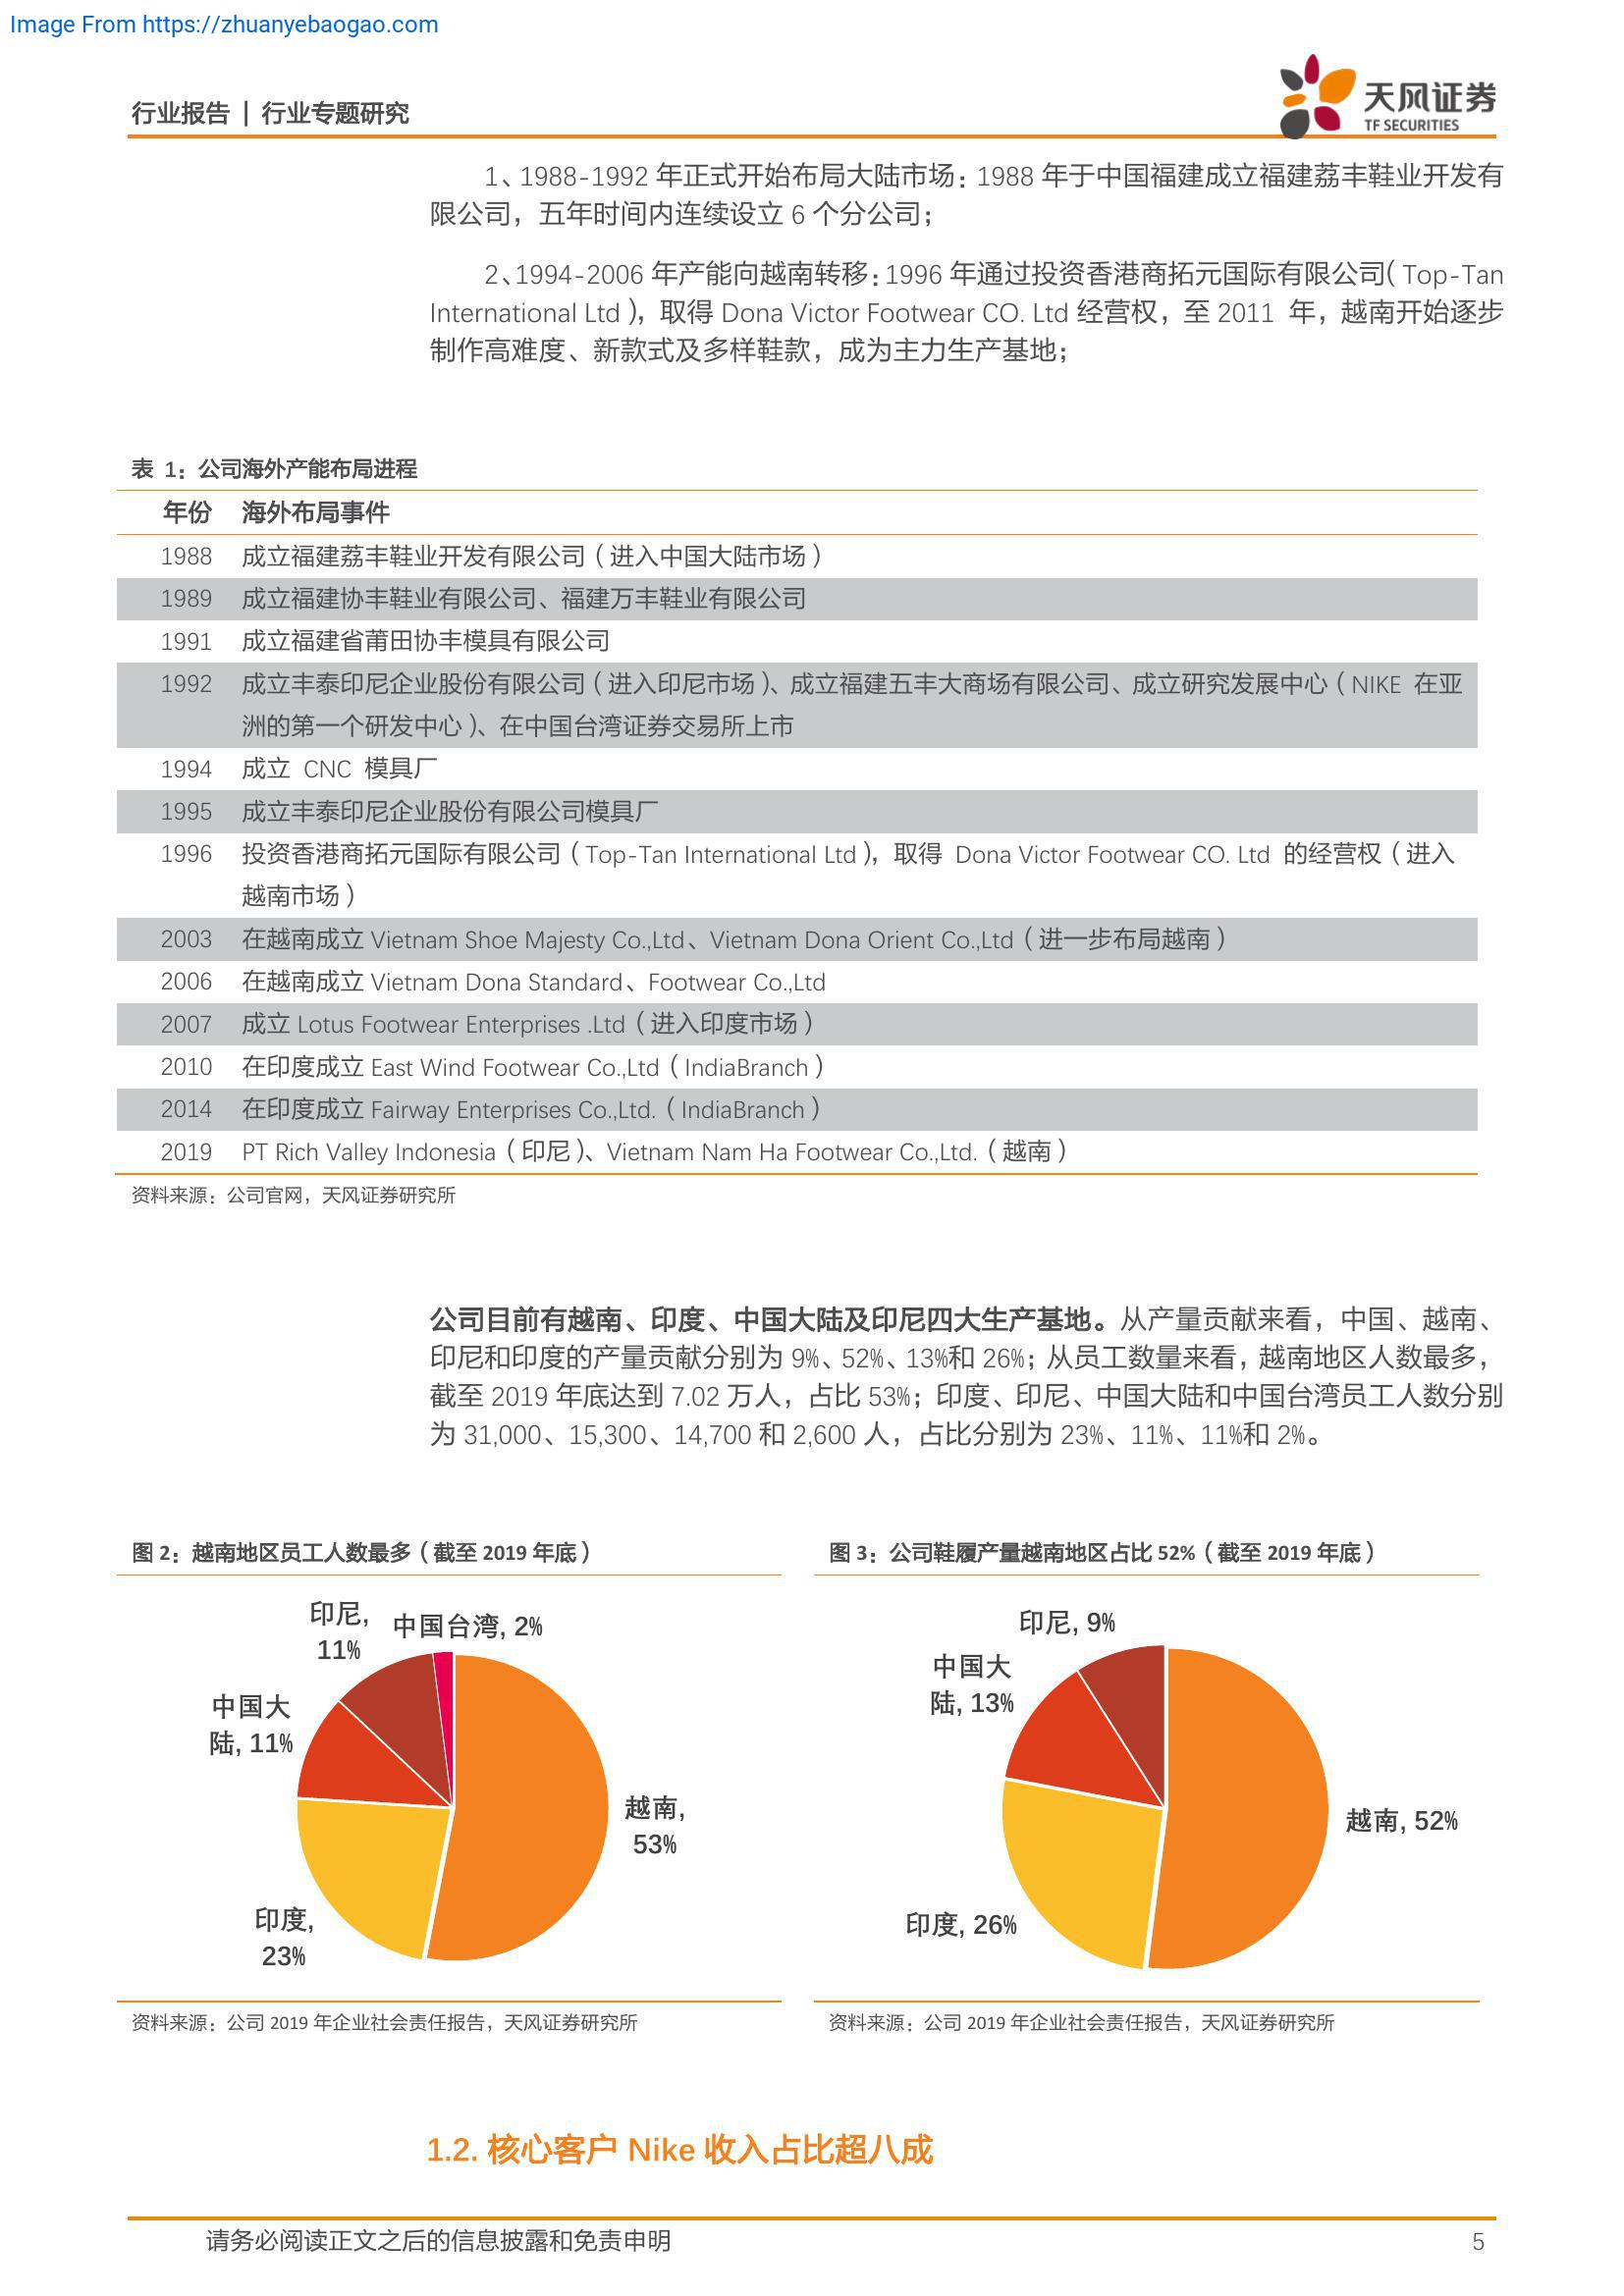 Image From https://zhuanyebaogao.com
行业报告 | 行业专题研究
天风证券
TF SECURITIES
1、1988-1992 年正式开始布局大陆市场：1988 年于中国福建成立福建荔丰鞋业开发有
限公司，五年时间内连续设立 6 个分公司；
2、1994-2006 年产能向越南转移：1996 年通过投资香港商拓元国际有限公司（Top-Tan
International Ltd），取得 Dona Victor Footwear CO. Ltd 经营权，至 2011 年，越南开始逐步
制作高难度、新款式及多样鞋款，成为主力生产基地；
表 1：公司海外产能布局进程
年份 海外布局事件
1988 成立福建荔丰鞋业开发有限公司（进入中国大陆市场）
1989 成立福建协丰鞋业有限公司、福建万丰鞋业有限公司
1991 成立福建省莆田协丰模具有限公司
1992 成立丰泰印尼企业股份有限公司（进入印尼市场）、成立福建五丰大商场有限公司、成立研究发展中心（NIKE 在亚
洲的第一个研发中心）、在中国台湾证券交易所上市
1994 成立 CNC 模具厂
1995 成立丰泰印尼企业股份有限公司模具厂
1996 投资香港商拓元国际有限公司（Top-Tan International Ltd），取得 Dona Victor Footwear CO. Ltd 的经营权（进入
越南市场）
2003 在越南成立 Vietnam Shoe Majesty Co.,Ltd、Vietnam Dona Orient Co.,Ltd（进一步布局越南）
2006 在越南成立 Vietnam Dona Standard、Footwear Co.,Ltd
2007 成立 Lotus Footwear Enterprises .Ltd（进入印度市场）
2010 在印度成立 East Wind Footwear Co.,Ltd（IndiaBranch）
2014 在印度成立 Fairway Enterprises Co.,Ltd.（IndiaBranch）
2019 PT Rich Valley Indonesia（印尼）、Vietnam Nam Ha Footwear Co.,Ltd.（越南）
资料来源：公司官网，天风证券研究所
公司目前有越南、印度、中国大陆及印尼四大生产基地。从产量贡献来看，中国、越南、
印尼和印度的产量贡献分别为 9%、52%、13%和 26%；从员工数量来看，越南地区人数最多，
截至 2019 年底达到 7.02 万人，占比 53%；印度、印尼、中国大陆和中国台湾员工人数分别
为 31,000、15,300、14,700 和 2,600 人，占比分别为 23%、11%、11%和 2%。
图 2：越南地区员工人数最多（截至 2019 年底）
印尼,
11%
中国台湾, 2%
中国大
陆, 11%
越南,
53%
印度,
23%
资料来源：公司 2019 年企业社会责任报告，天风证券研究所
图 3：公司鞋履产量越南地区占比 52%（截至 2019 年底）
印尼, 9%
中国大
陆, 13%
越南, 52%
印度, 26%
资料来源：公司 2019 年企业社会责任报告，天风证券研究所
1.2. 核心客户 Nike 收入占比超八成
请务必阅读正文之后的信息披露和免责申明
5